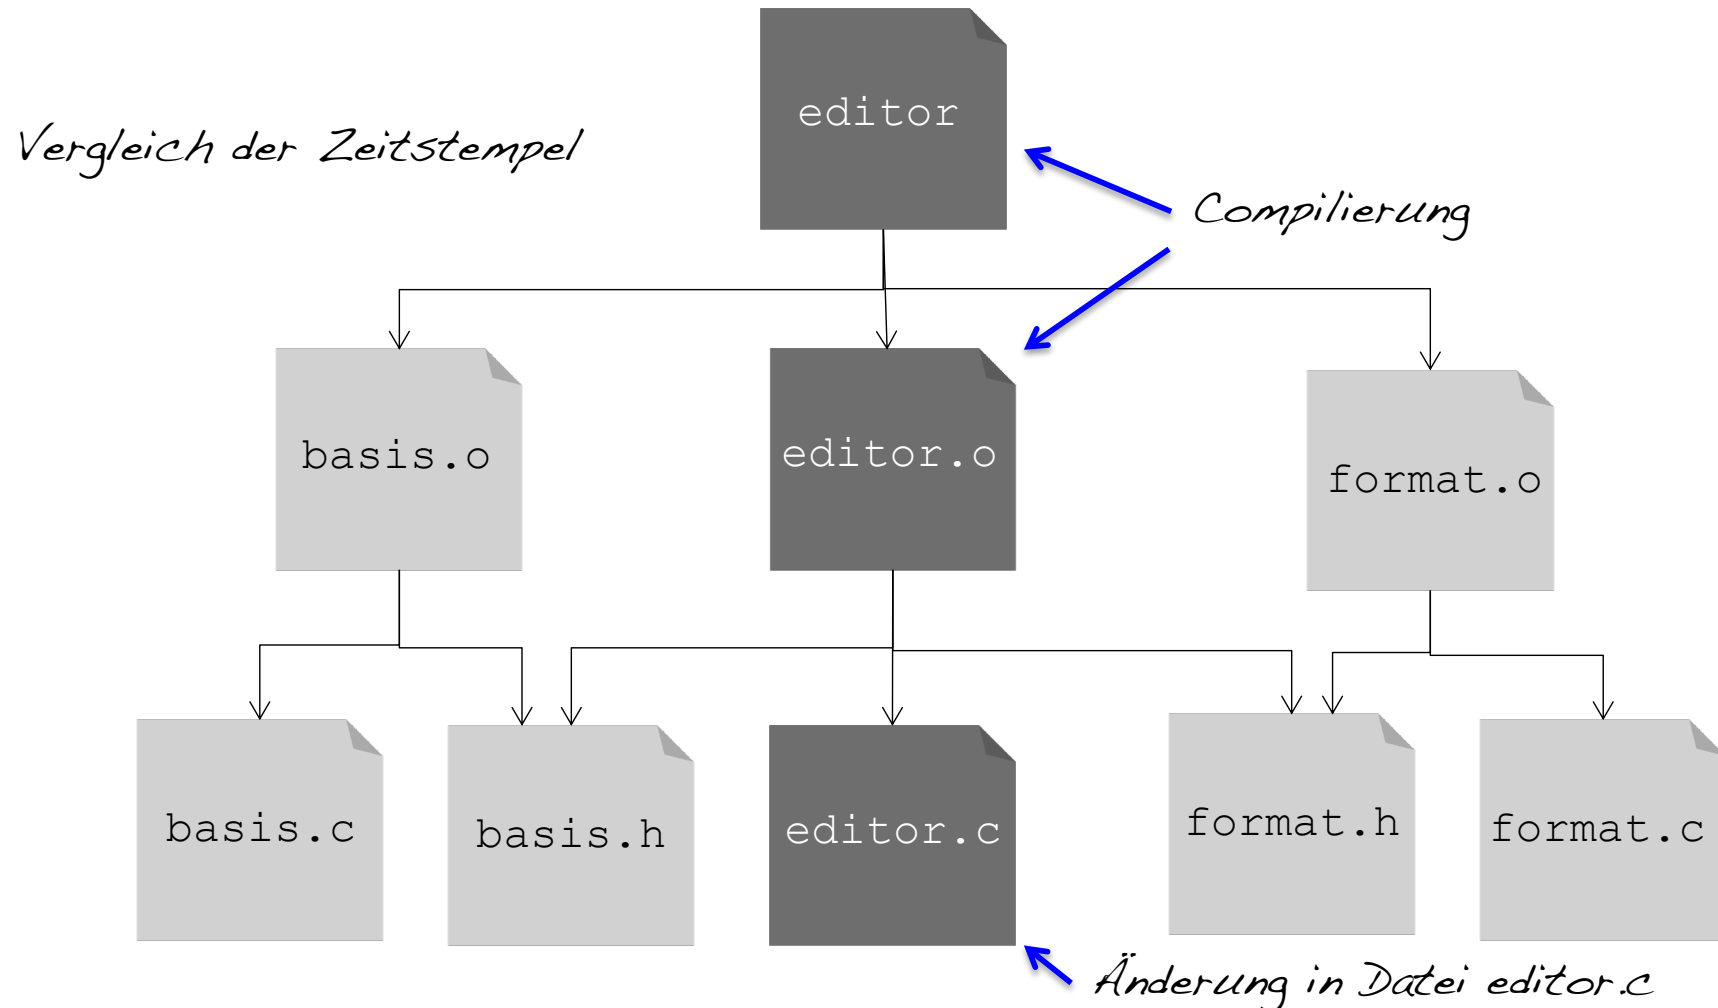 editor
Vergleich der Zeitstempel
Compilierung
basis.o
editor.o
format.o
basis.c
basis.h
editor.c
format.h
format.c
Änderung in Datei editor.c